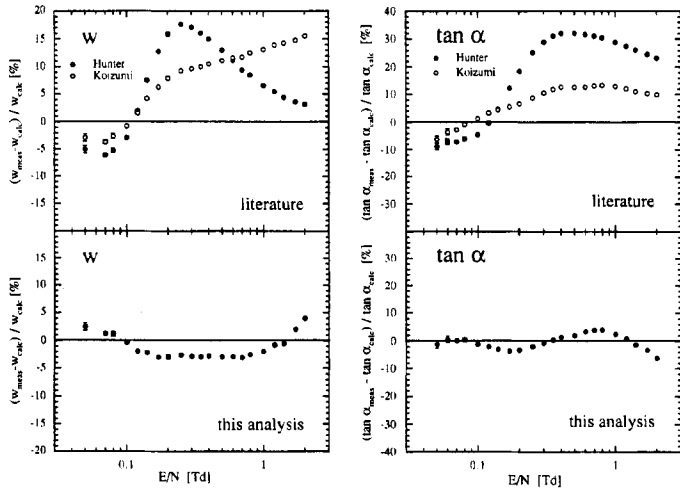 w
● Hunter
○ Koizumi
(w_meas-w_calc) / w_calc [%]
20
15
10
5
0
-5
-10
-15
literature
tan α
● Hunter
○ Koizumi
(tan α_meas - tan α_calc) / tan α_calc [%]
40
30
20
10
0
-10
-20
-30
literature
w
(w_meas-w_calc) / w_calc [%]
20
15
10
5
0
-5
-10
-15
-20
this analysis
0.1
1
E/N [Td]
tan α
(tan α_meas - tan α_calc) / tan α_calc [%]
40
30
20
10
0
-10
-20
-30
-40
this analysis
0.1
1
E/N [Td]